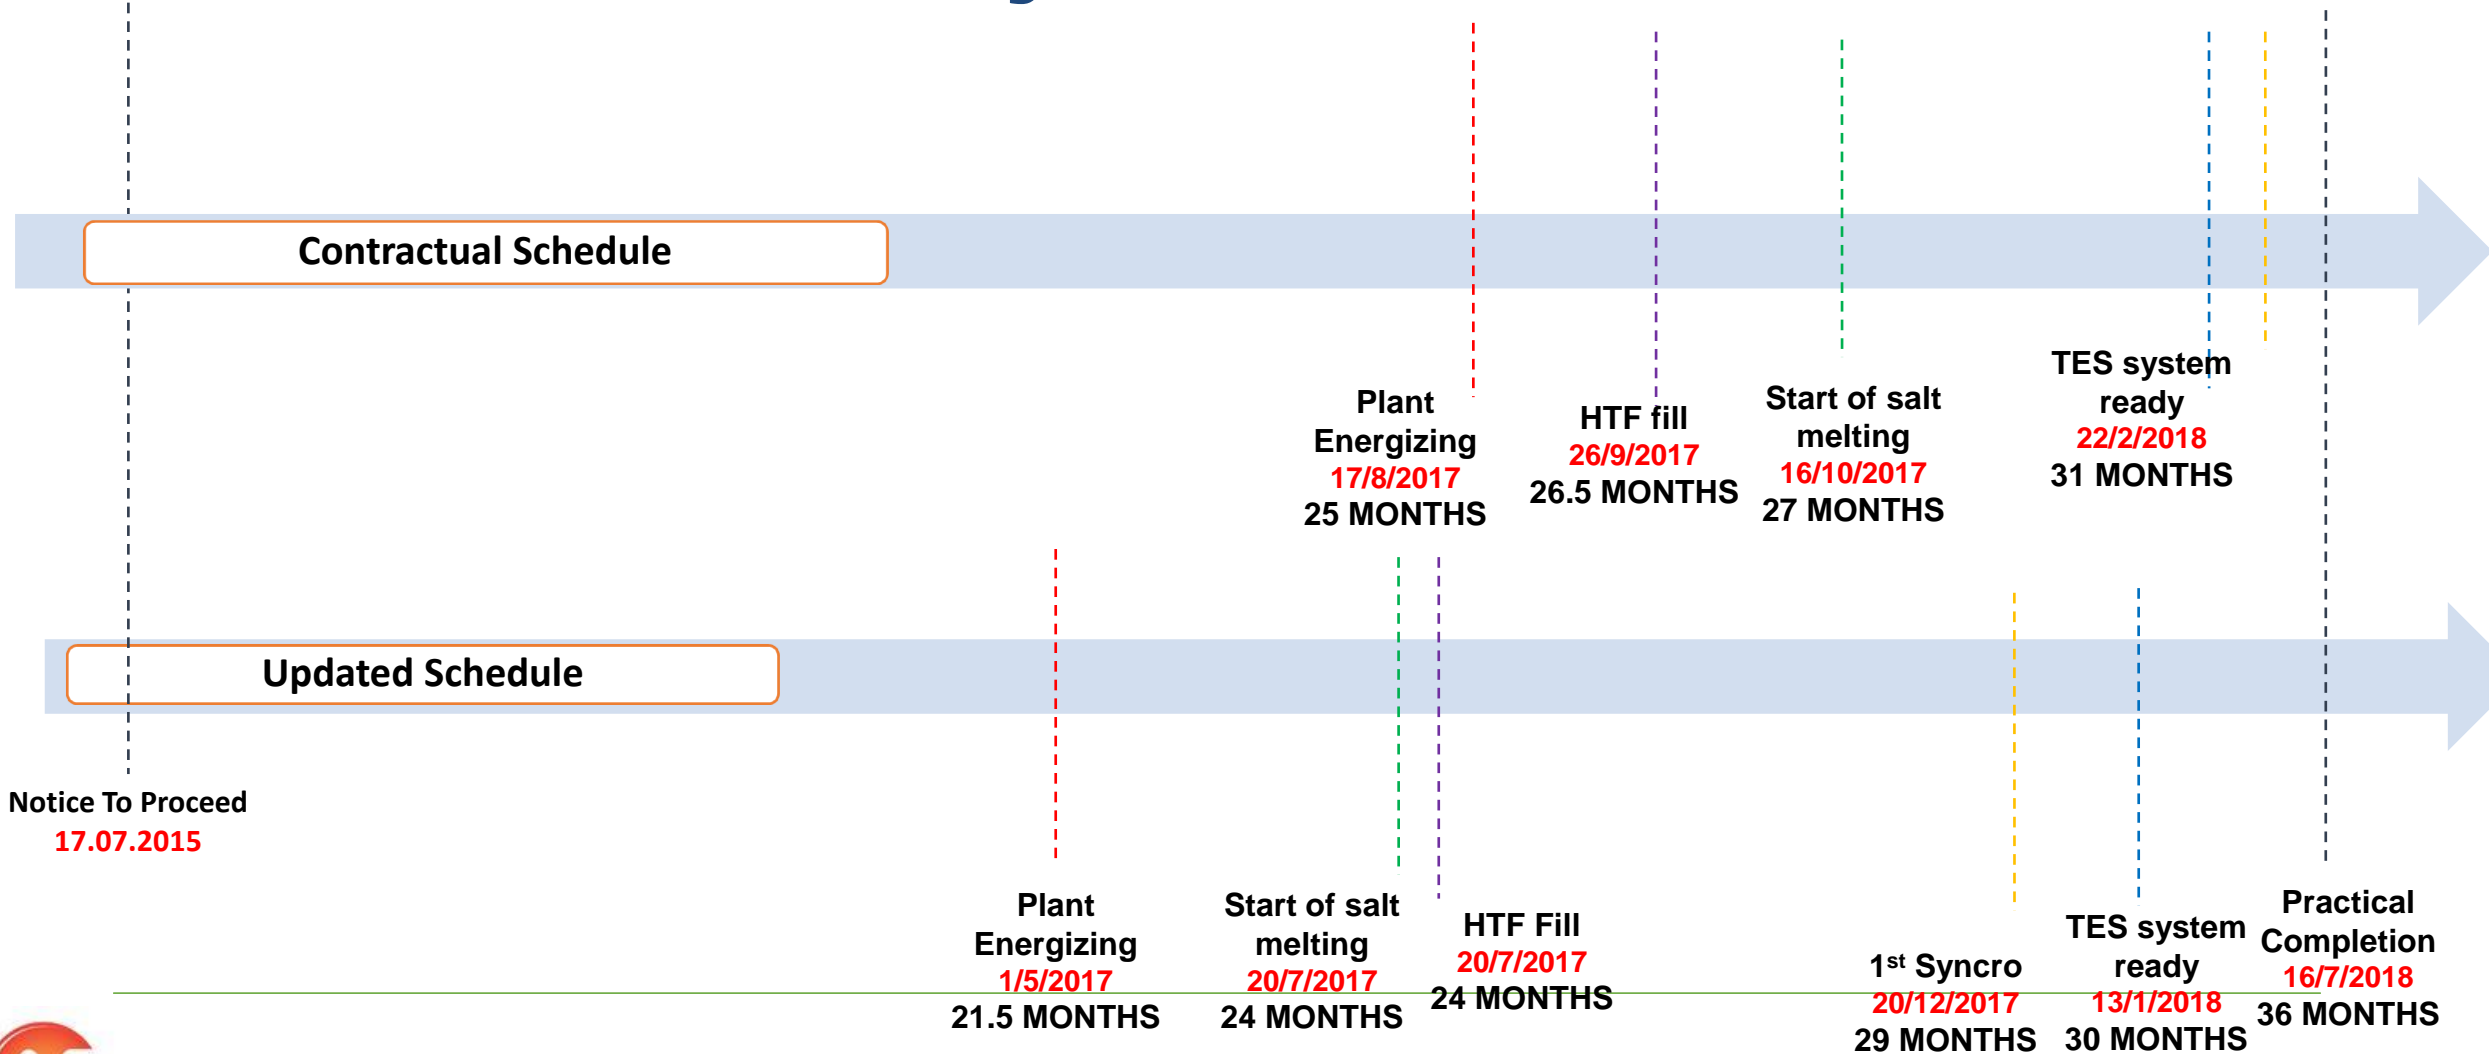 Contractual Schedule
Plant
Energizing
17/8/2017
25 MONTHS
HTF fill
26/9/2017
26.5 MONTHS
Start of salt
melting
16/10/2017
27 MONTHS
TES system
ready
22/2/2018
31 MONTHS
Updated Schedule
Notice To Proceed
17.07.2015
Plant
Energizing
1/5/2017
21.5 MONTHS
Start of salt
melting
20/7/2017
24 MONTHS
HTF Fill
20/7/2017
24 MONTHS
1st Syncro
20/12/2017
29 MONTHS
TES system
ready
13/1/2018
30 MONTHS
Practical
Completion
16/7/2018
36 MONTHS